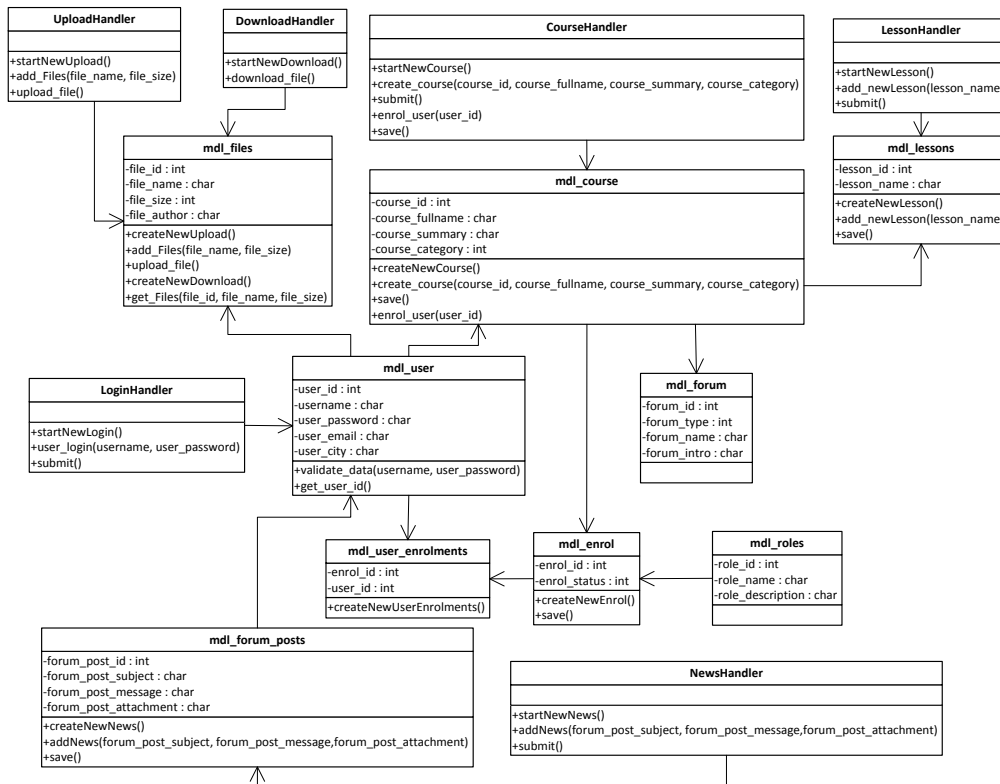 UploadHandler
+startNewUpload()
+add_Files(file_name, file_size)
+upload_file()
DownloadHandler
+startNewDownload()
+download_file()
CourseHandler
+startNewCourse()
+create_course(course_id, course_fullname, course_summary, course_category)
+submit()
+enrol_user(user_id)
+save()
LessonHandler
+startNewLesson()
+add_newLesson(lesson_name
+submit()
mdl_files
-file_id : int
-file_name : char
-file_size : int
-file_author : char
+createNewUpload()
+add_Files(file_name, file_size)
+upload_file()
+createNewDownload()
+get_Files(file_id, file_name, file_size)
mdl_course
-course_id : int
-course_fullname : char
-course_summary : char
-course_category : int
+createNewCourse()
+create_course(course_id, course_fullname, course_summary, course_category)
+save()
+enrol_user(user_id)
mdl_lessons
-lesson_id : int
-lesson_name : char
+createNewLesson()
+add_newLesson(lesson_name
+save()
LoginHandler
+startNewLogin()
+user_login(username, user_password)
+submit()
mdl_user
-user_id : int
-username : char
-user_password : char
-user_email : char
-user_city : char
+validate_data(username, user_password)
+get_user_id()
mdl_forum
-forum_id : int
-forum_type : int
-forum_name : char
-forum_intro : char
mdl_user_enrolments
-enrol_id : int
-user_id : int
+createNewUserEnrolments()
mdl_enrol
-enrol_id : int
-enrol_status : int
+createNewEnrol()
+save()
mdl_roles
-role_id : int
-role_name : char
-role_description : char
mdl_forum_posts
-forum_post_id : int
-forum_post_subject : char
-forum_post_message : char
-forum_post_attachment : char
+createNewNews()
+addNews(forum_post_subject, forum_post_message,forum_post_attachment)
+save()
NewsHandler
+startNewNews()
+addNews(forum_post_subject, forum_post_message,forum_post_attachment)
+submit()